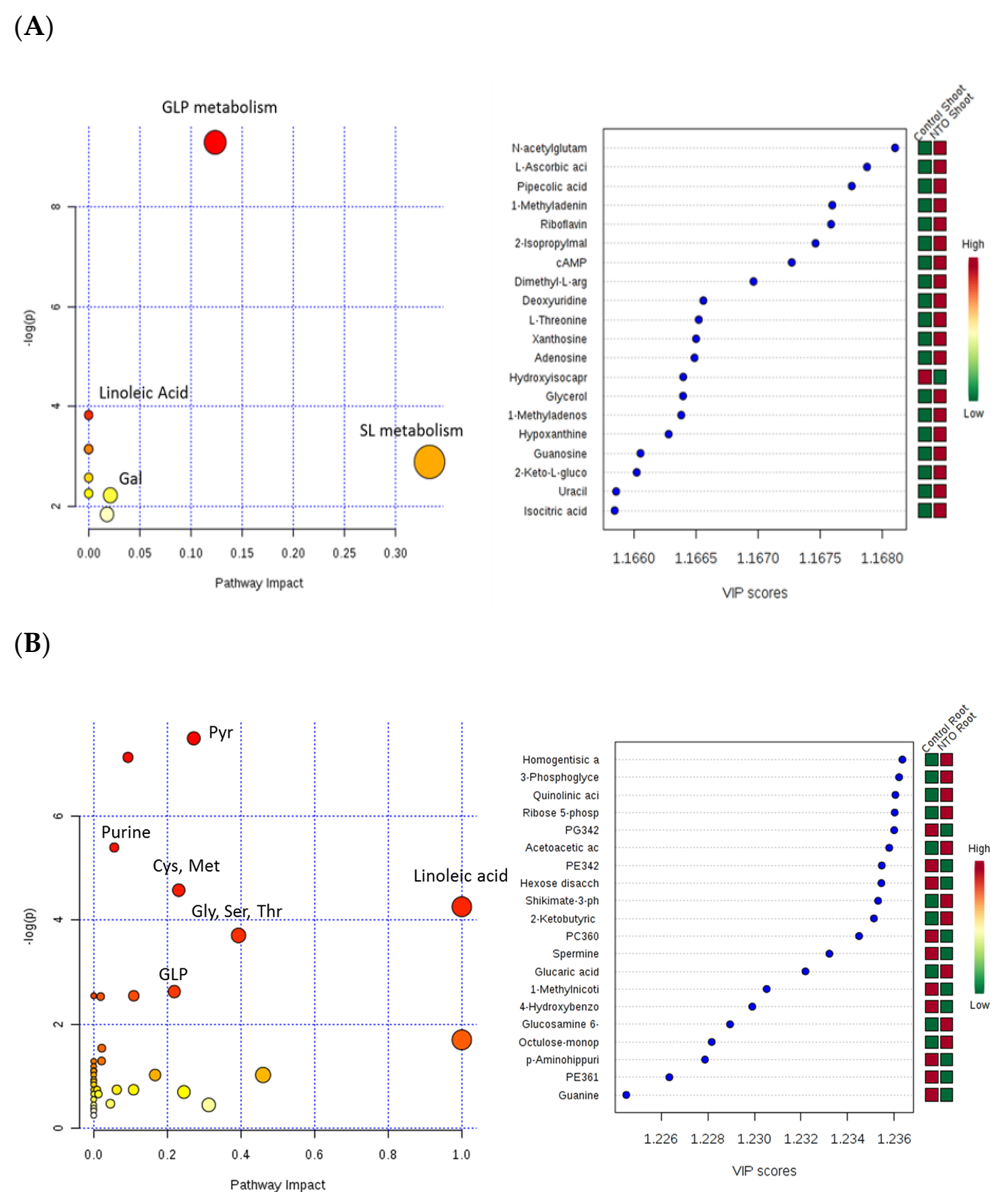 (A)
GLP metabolism
Linoleic Acid
SL metabolism
Gal
-log(p)
8
6
4
2
0.00 0.05 0.10 0.15 0.20 0.25 0.30
Pathway Impact
Control Shoot
NTO Shoot
N-acetylglutam
L-Ascorbic aci
Pipecolic acid
1-Methyladenin
Riboflavin
2-Isopropylmal
cAMP
Dimethyl-L-arg
Deoxyuridine
L-Threonine
Xanthosine
Adenosine
Hydroxyisocapr
Glycerol
1-Methyladenos
Hypoxanthine
Guanosine
2-Keto-L-gluco
Uracil
Isocitric acid
High
Low
1.1660 1.1665 1.1670 1.1675 1.1680
VIP scores
(B)
Pyr
Purine
Cys, Met
Linoleic acid
Gly, Ser, Thr
GLP
-log(p)
6
4
2
0
0.0 0.2 0.4 0.6 0.8 1.0
Pathway Impact
Control Root
NTO Root
Homogentisic a
3-Phosphoglyce
Quinolinic aci
Ribose 5-phosp
PG342
Acetoacetic ac
PE342
Hexose disacch
Shikimate-3-ph
2-Ketobutyric
PC360
Spermine
Glucaric acid
1-Methylnicoti
4-Hydroxybenzo
Glucosamine 6-
Octulose-monop
p-Aminohippuri
PE361
Guanine
High
Low
1.226 1.228 1.230 1.232 1.234 1.236
VIP scores